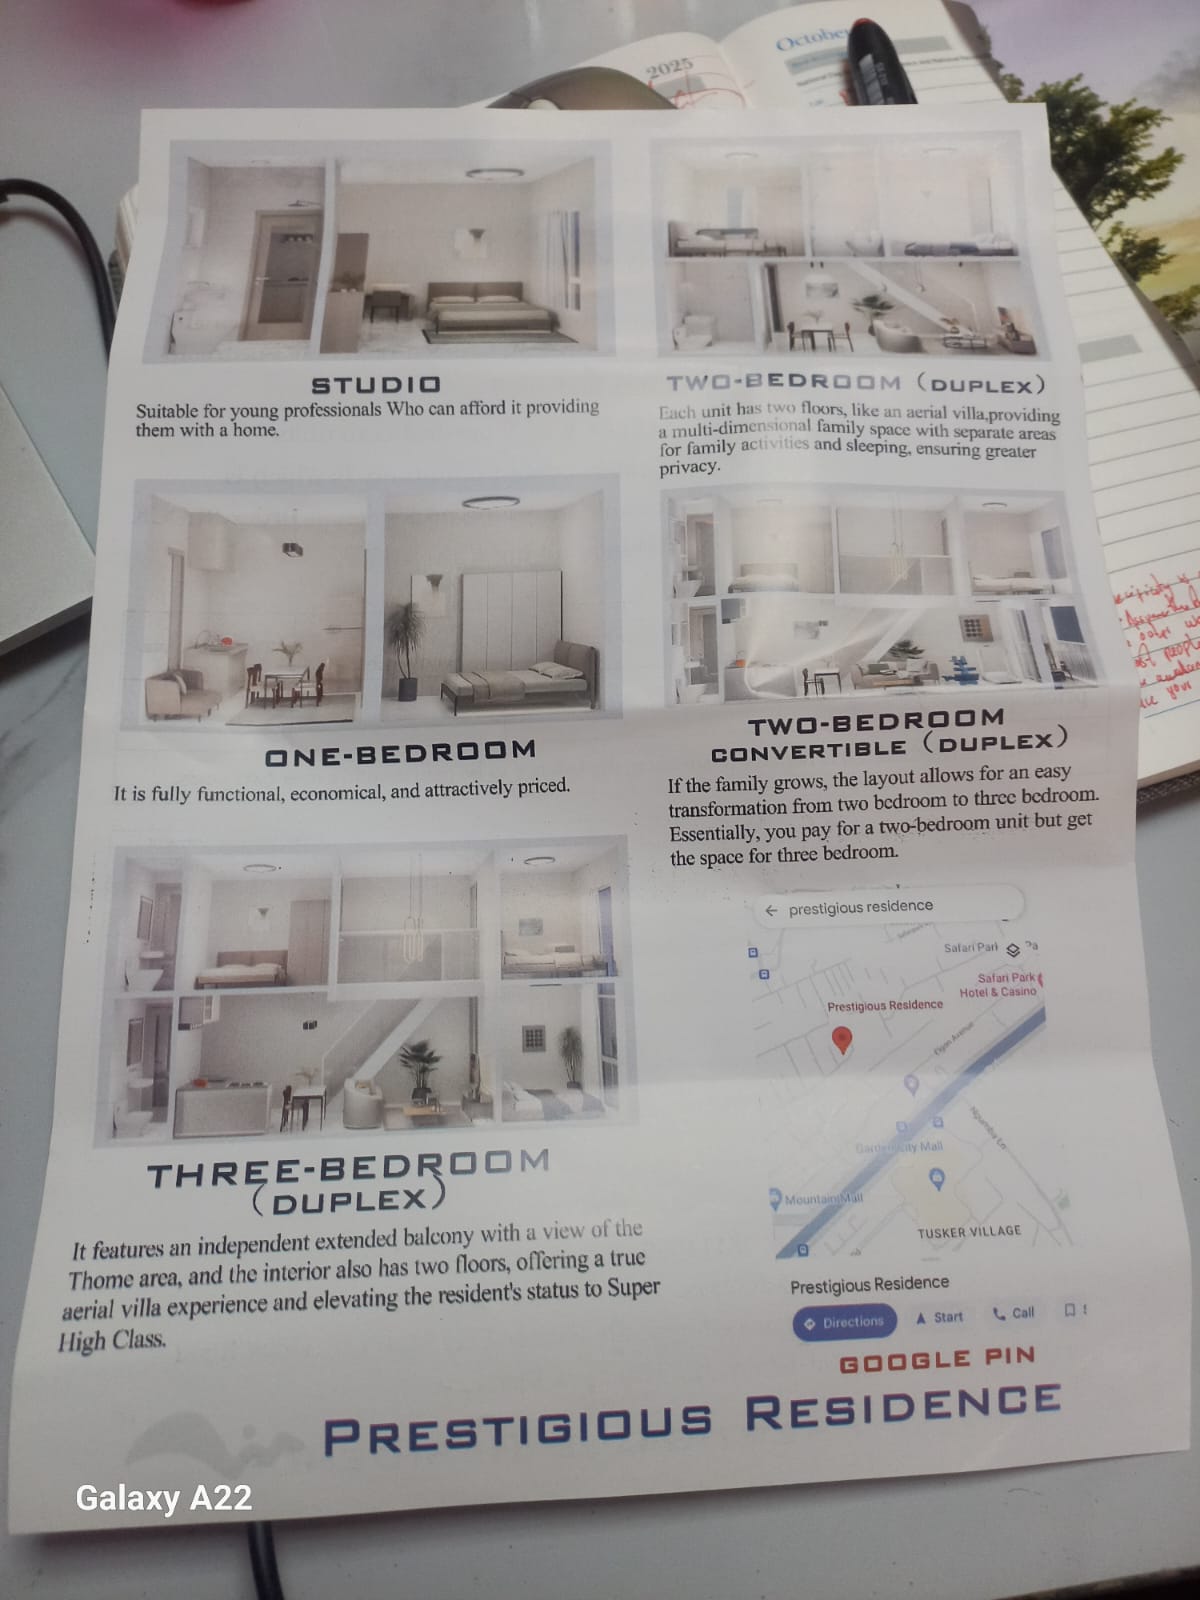 October
2025
STUDIO
Suitable for young professionals Who can afford it providing
them with a home.
TWO-BEDROOM (DUPLEX)
Each unit has two floors, like an aerial villa,providing
a multi-dimensional family space with separate areas
for family activities and sleeping, ensuring greater
privacy.
ONE-BEDROOM
It is fully functional, economical, and attractively priced.
TWO-BEDROOM
CONVERTIBLE (DUPLEX)
If the family grows, the layout allows for an easy
transformation from two bedroom to three bedroom.
Essentially, you pay for a two-bedroom unit but get
the space for three bedroom.
THREE-BEDROOM
(DUPLEX)
It features an independent extended balcony with a view of the
Thome area, and the interior also has two floors, offering a true
aerial villa experience and elevating the resident's status to Super
High Class.
prestigious residence
Safari Park
Safari Park
Hotel & Casino
Prestigious Residence
Garden City Mall
Mountain Mall
TUSKER VILLAGE
Prestigious Residence
Directions
Start
Call
GOOGLE PIN
PRESTIGIOUS RESIDENCE
Galaxy A22